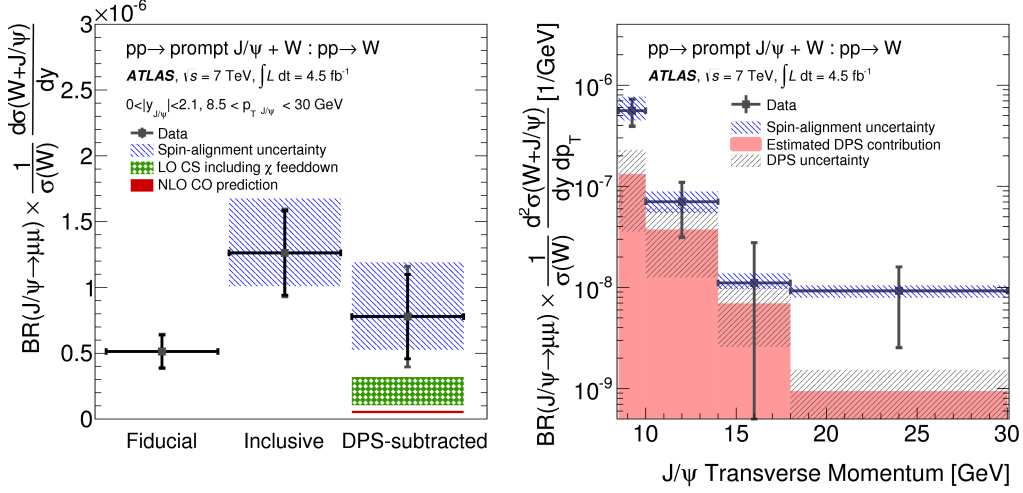 3×10⁻⁶
pp→ prompt J/ψ + W : pp→ W
ATLAS, √s = 7 TeV, ∫L dt = 4.5 fb⁻¹
0<|y_J/ψ|<2.1, 8.5 < p_T J/ψ < 30 GeV
Data
Spin-alignment uncertainty
LO CS including χ feeddown
NLO CO prediction
BR(J/ψ→μμ) × 1/σ(W) dσ(W+J/ψ)/dy
2.5
2
1.5
1
0.5
0
Fiducial Inclusive DPS-subtracted
pp→ prompt J/ψ + W : pp→ W
ATLAS, √s = 7 TeV, ∫L dt = 4.5 fb⁻¹
Data
Spin-alignment uncertainty
Estimated DPS contribution
DPS uncertainty
BR(J/ψ→μμ) × 1/σ(W) d²σ(W+J/ψ)/dy dp_T [1/GeV]
10⁻⁶
10⁻⁷
10⁻⁸
10⁻⁹
10 15 20 25 30
J/ψ Transverse Momentum [GeV]